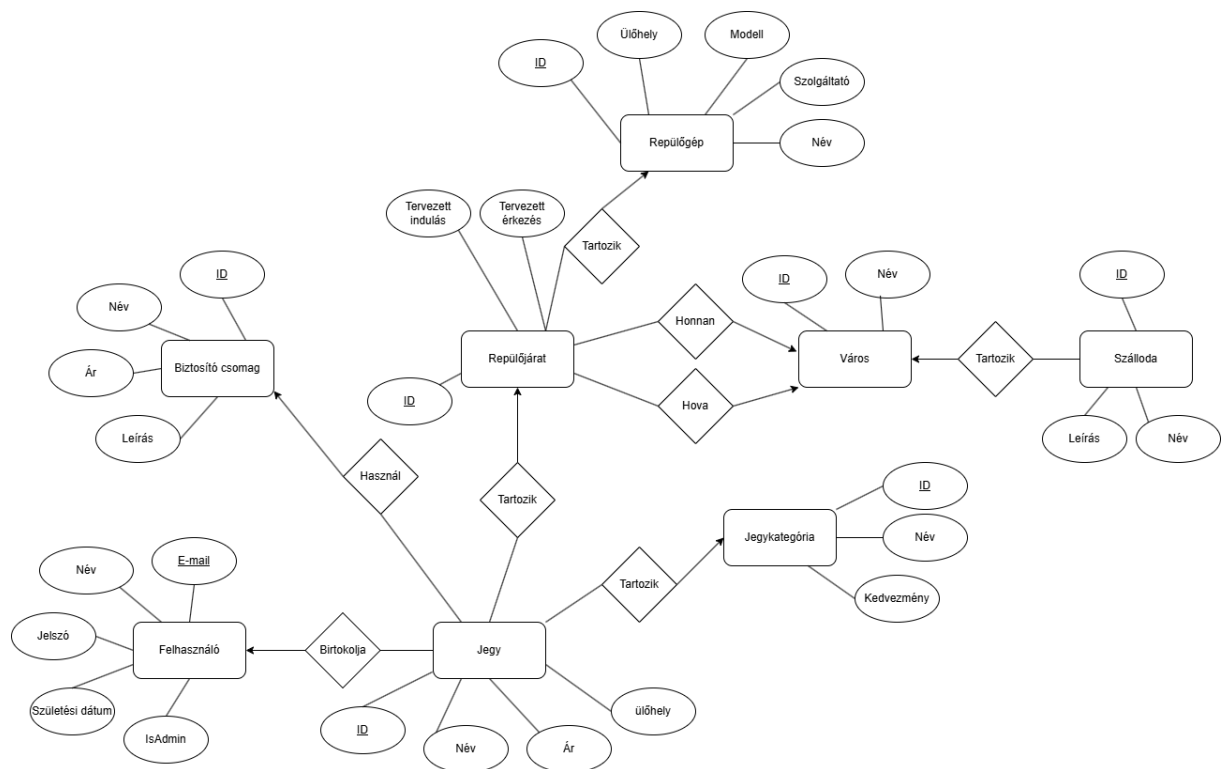 Ülőhely
Modell
ID
Szolgáltató
Repülőgép
Név
Tervezett
indulás
Tervezett
érkezés
Tartozik
ID
Név
ID
Név
ID
Honnan
Repülőjárat
Város
Tartozik
Szálloda
Biztosító csomag
Ár
ID
Hova
Leírás
Leírás
Név
Használ
Tartozik
ID
Jegykategória
Név
Tartozik
Kedvezmény
E-mail
Név
Jelszó
Felhasználó
Birtokolja
Jegy
Születési dátum
IsAdmin
ID
Név
Ár
ülőhely